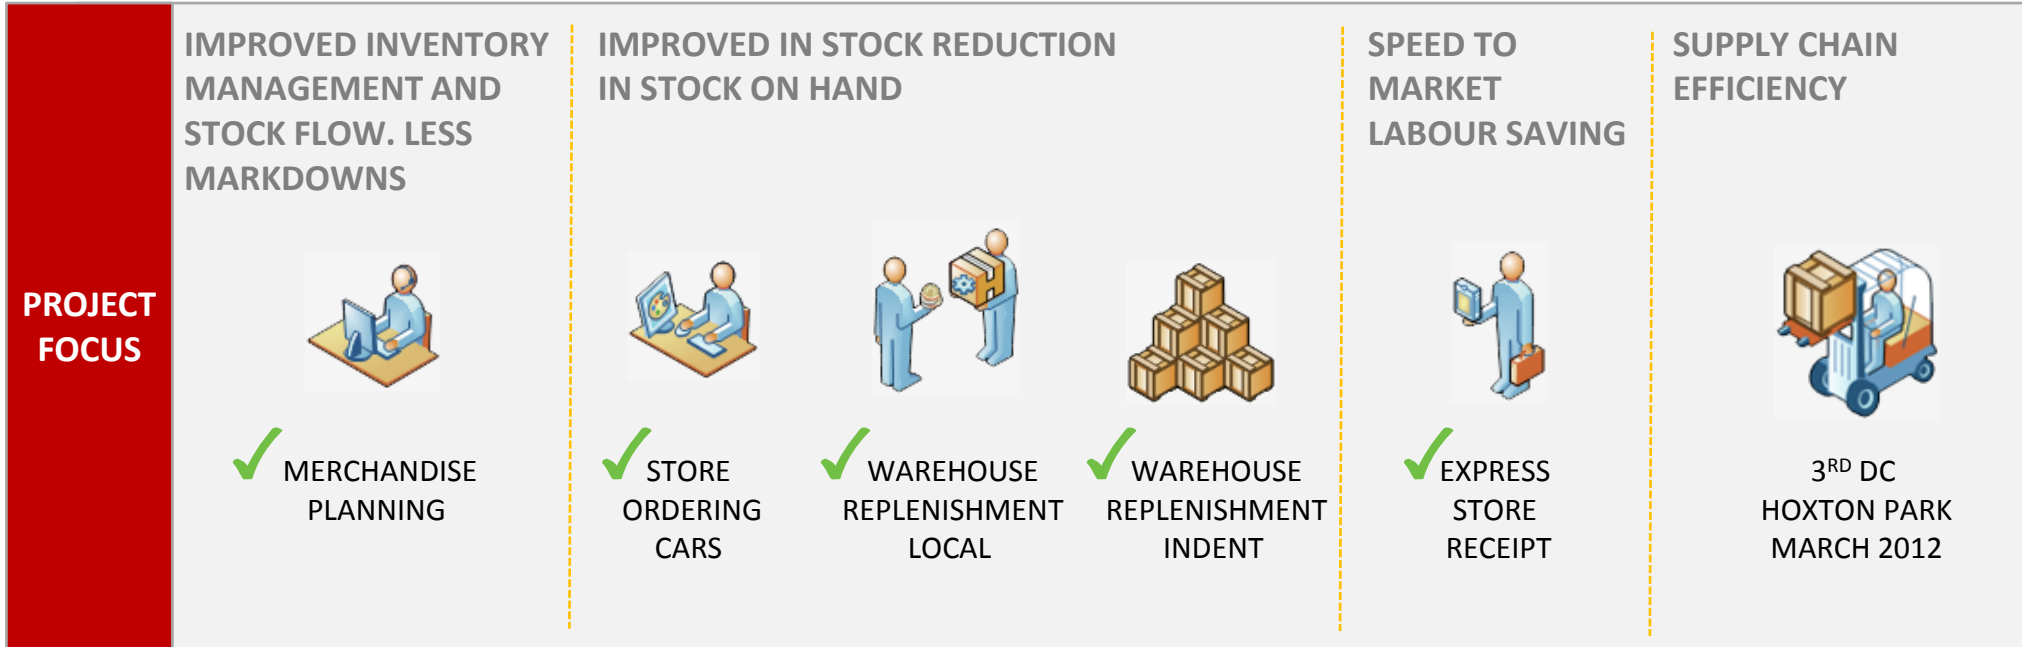 PROJECT
FOCUS
IMPROVED INVENTORY
MANAGEMENT AND
STOCK FLOW. LESS
MARKDOWNS
MERCHANDISE
PLANNING
IMPROVED IN STOCK REDUCTION
IN STOCK ON HAND
STORE
ORDERING
CARS
WAREHOUSE
REPLENISHMENT
LOCAL
WAREHOUSE
REPLENISHMENT
INDENT
SPEED TO
MARKET
LABOUR SAVING
EXPRESS
STORE
RECEIPT
SUPPLY CHAIN
EFFICIENCY
3RD DC
HOXTON PARK
MARCH 2012